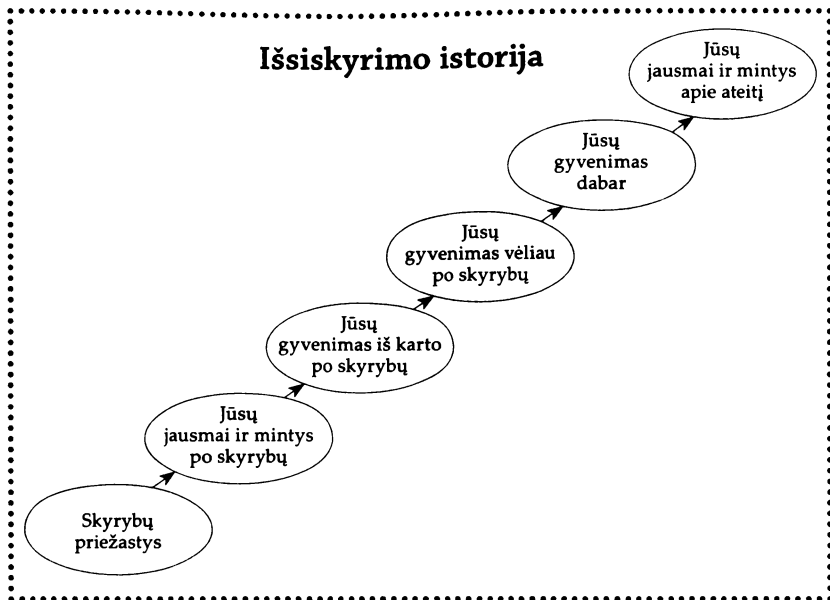 Išsiskyrimo istorija
Jūsų
jausmai ir mintys
apie ateitį
Jūsų
gyvenimas
dabar
Jūsų
gyvenimas vėliau
po skyrybų
Jūsų
gyvenimas iš karto
po skyrybų
Jūsų
jausmai ir mintys
po skyrybų
Skyrybų
priežastys